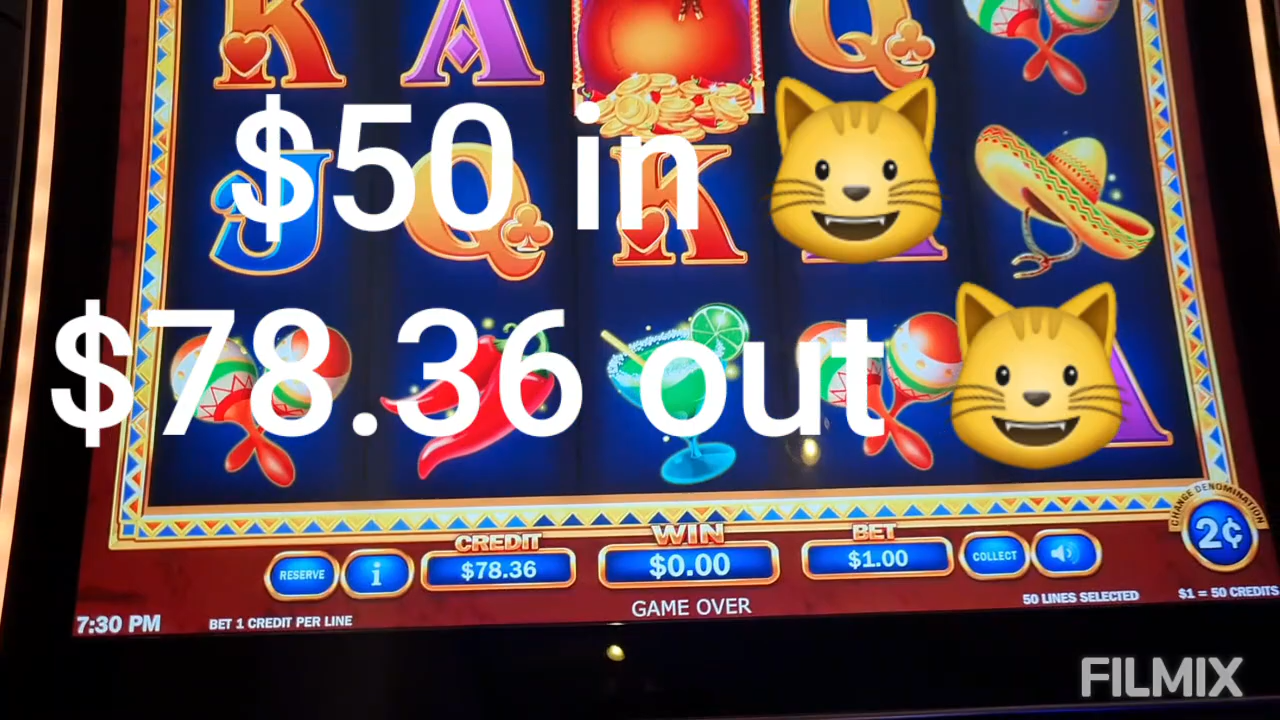 K A Q
$50 in
J Q K
$78.36 out
CHANGE DENOMINATION
2¢
CREDIT WIN BET
RESERVE i $78.36 $0.00 $1.00 COLLECT
GAME OVER
7:30 PM BET 1 CREDIT PER LINE 50 LINES SELECTED $1 = 50 CREDITS
FILMIX